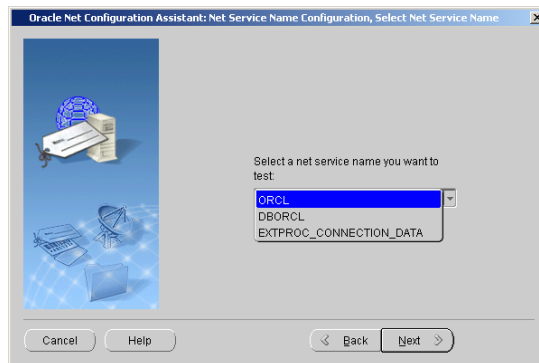 Oracle Net Configuration Assistant: Net Service Name Configuration, Select Net Service Name
Select a net service name you want to
test:
ORCL
DBORCL
EXTPROC_CONNECTION_DATA
Cancel
Help
Back
Next